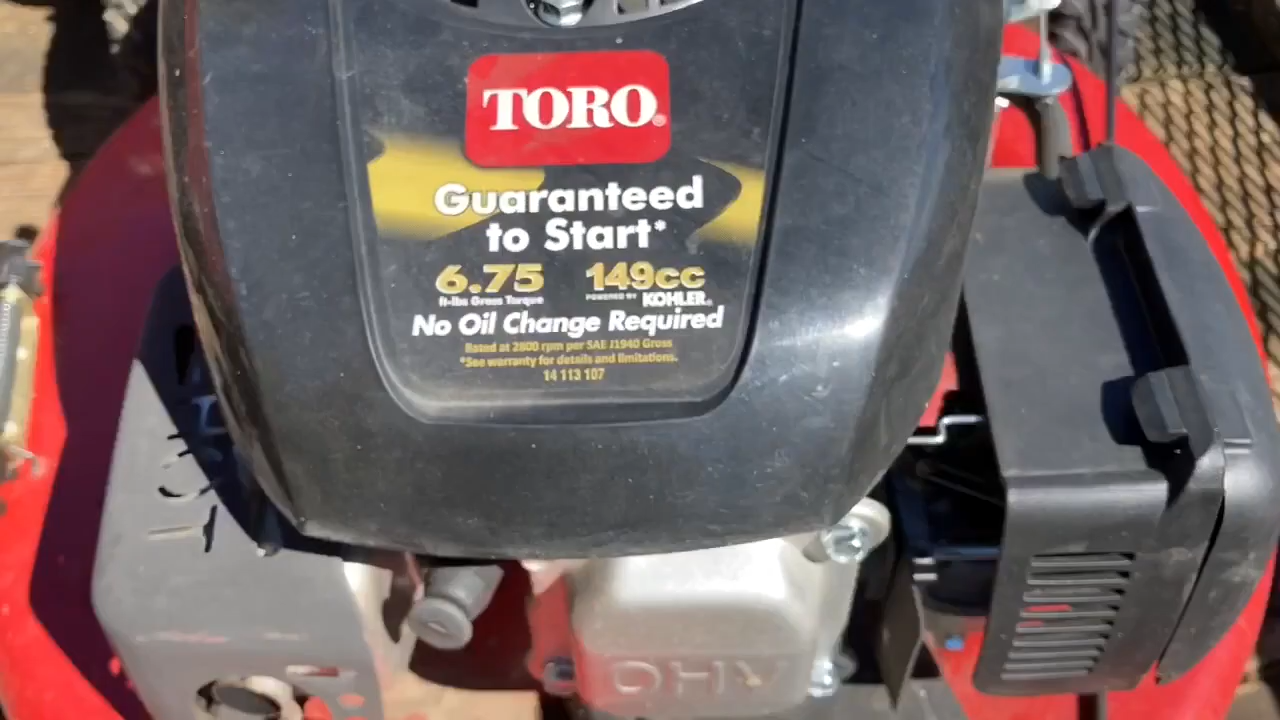 TORO®
Guaranteed
to Start*
6.75 149cc
ft-lbs Gross Torque POWERED BY KOHLER®
No Oil Change Required
Rated at 2800 rpm per SAE J1940 Gross
*See warranty for details and limitations.
14 113 107
OHV